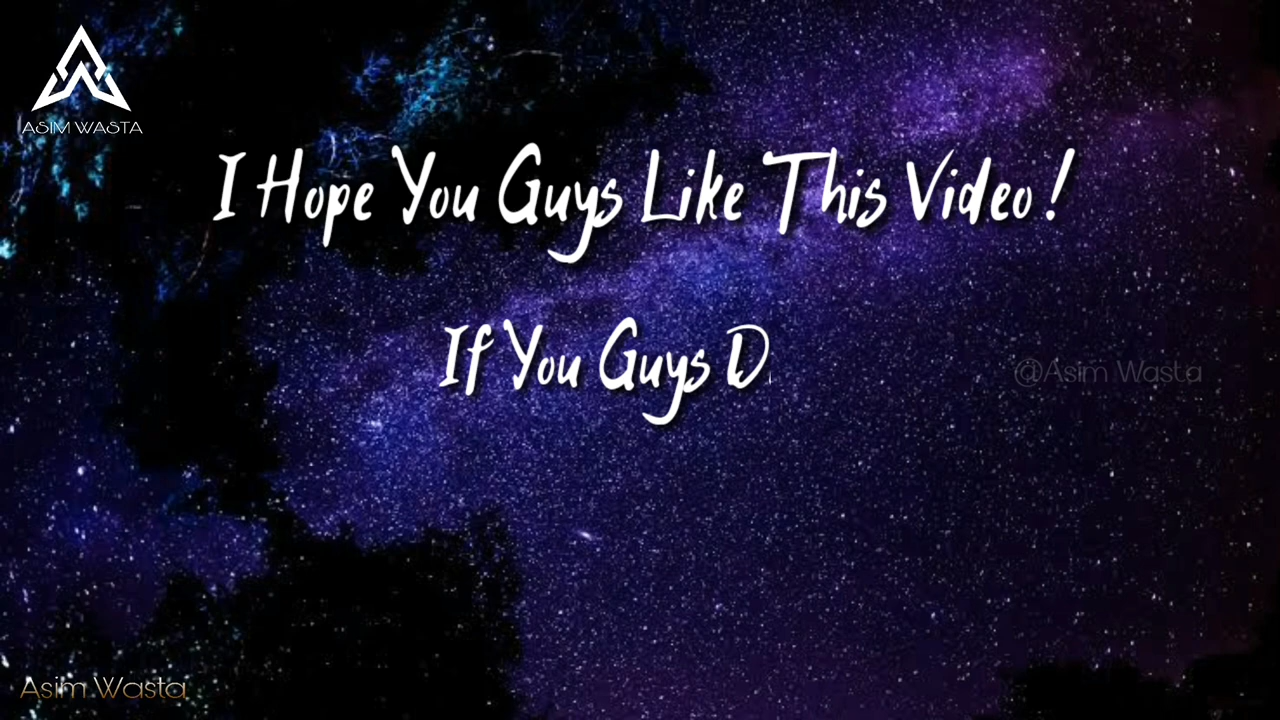 ASIM WASTA
I Hope You Guys Like This Video !
If You Guys D
@Asim Wasta
Asim Wasta